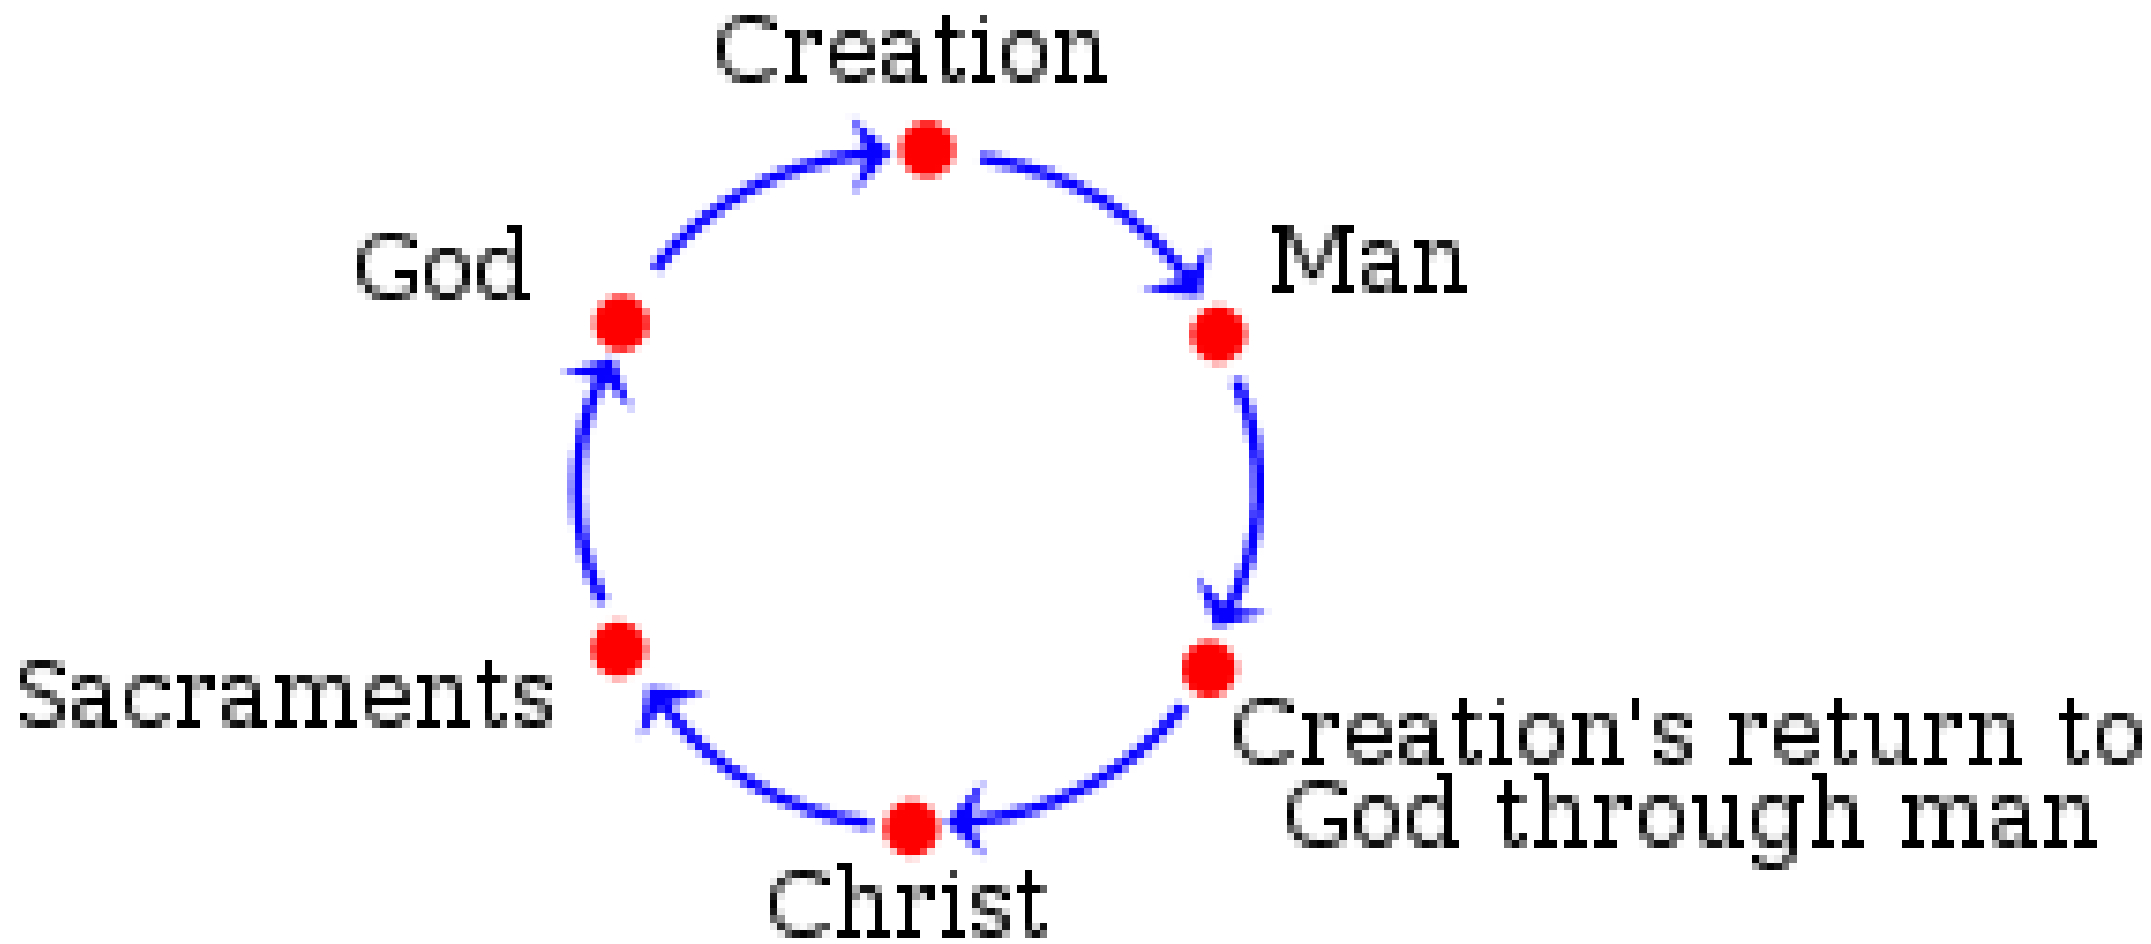 Creation
God
Man
Sacraments
Creation's return to
God through man
Christ